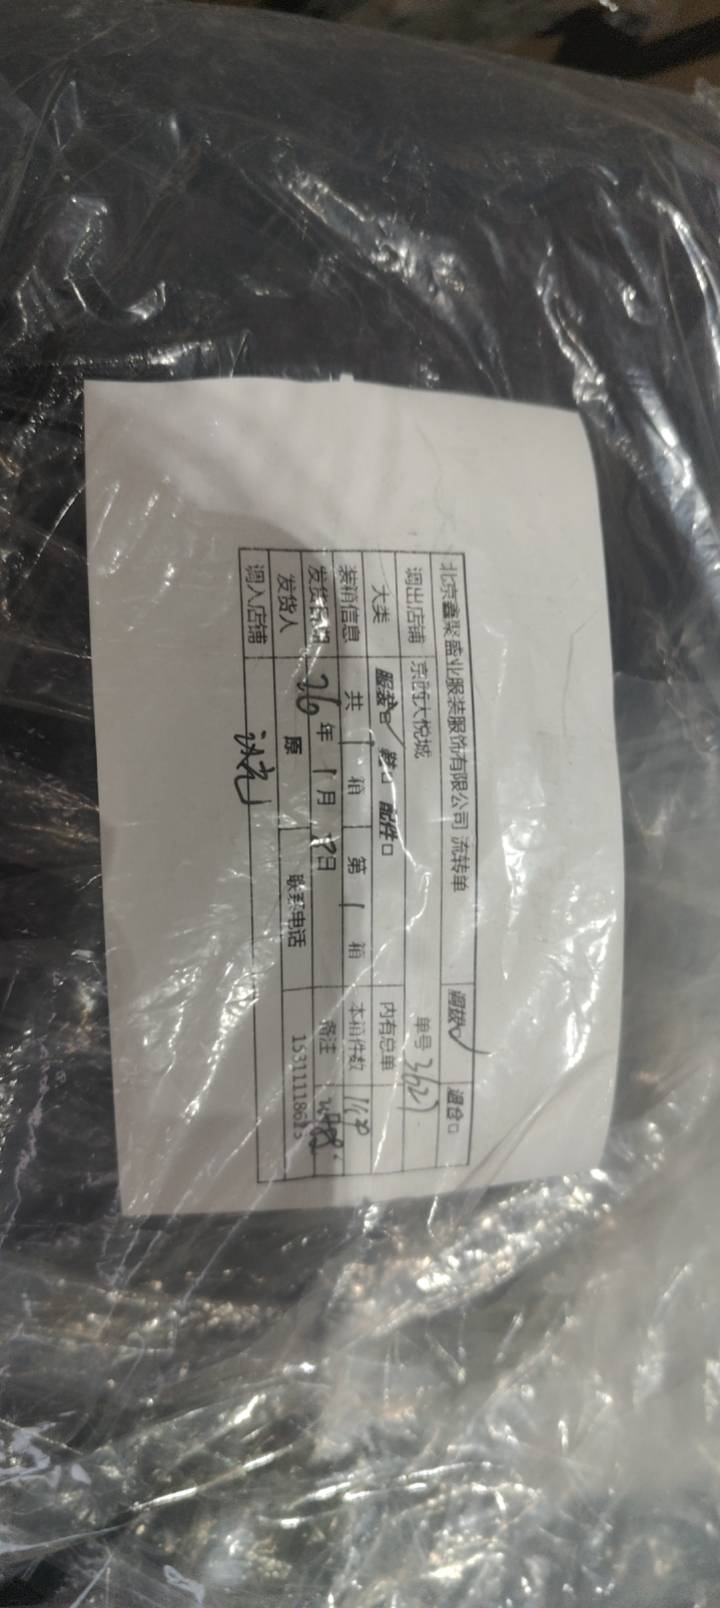 北京鑫聚盛业服装服饰有限公司 流转单 调拨✓ 退仓□
调出店铺 京西大悦城 单号 3627
大类 服装□✓ 鞋□ 配件□ 内有总单
装箱信息 共 1 箱 第 1 箱 本箱件数
发货日期 26 年 1 月 日 备注
发货人 原 联系电话 15311118623
调入店铺